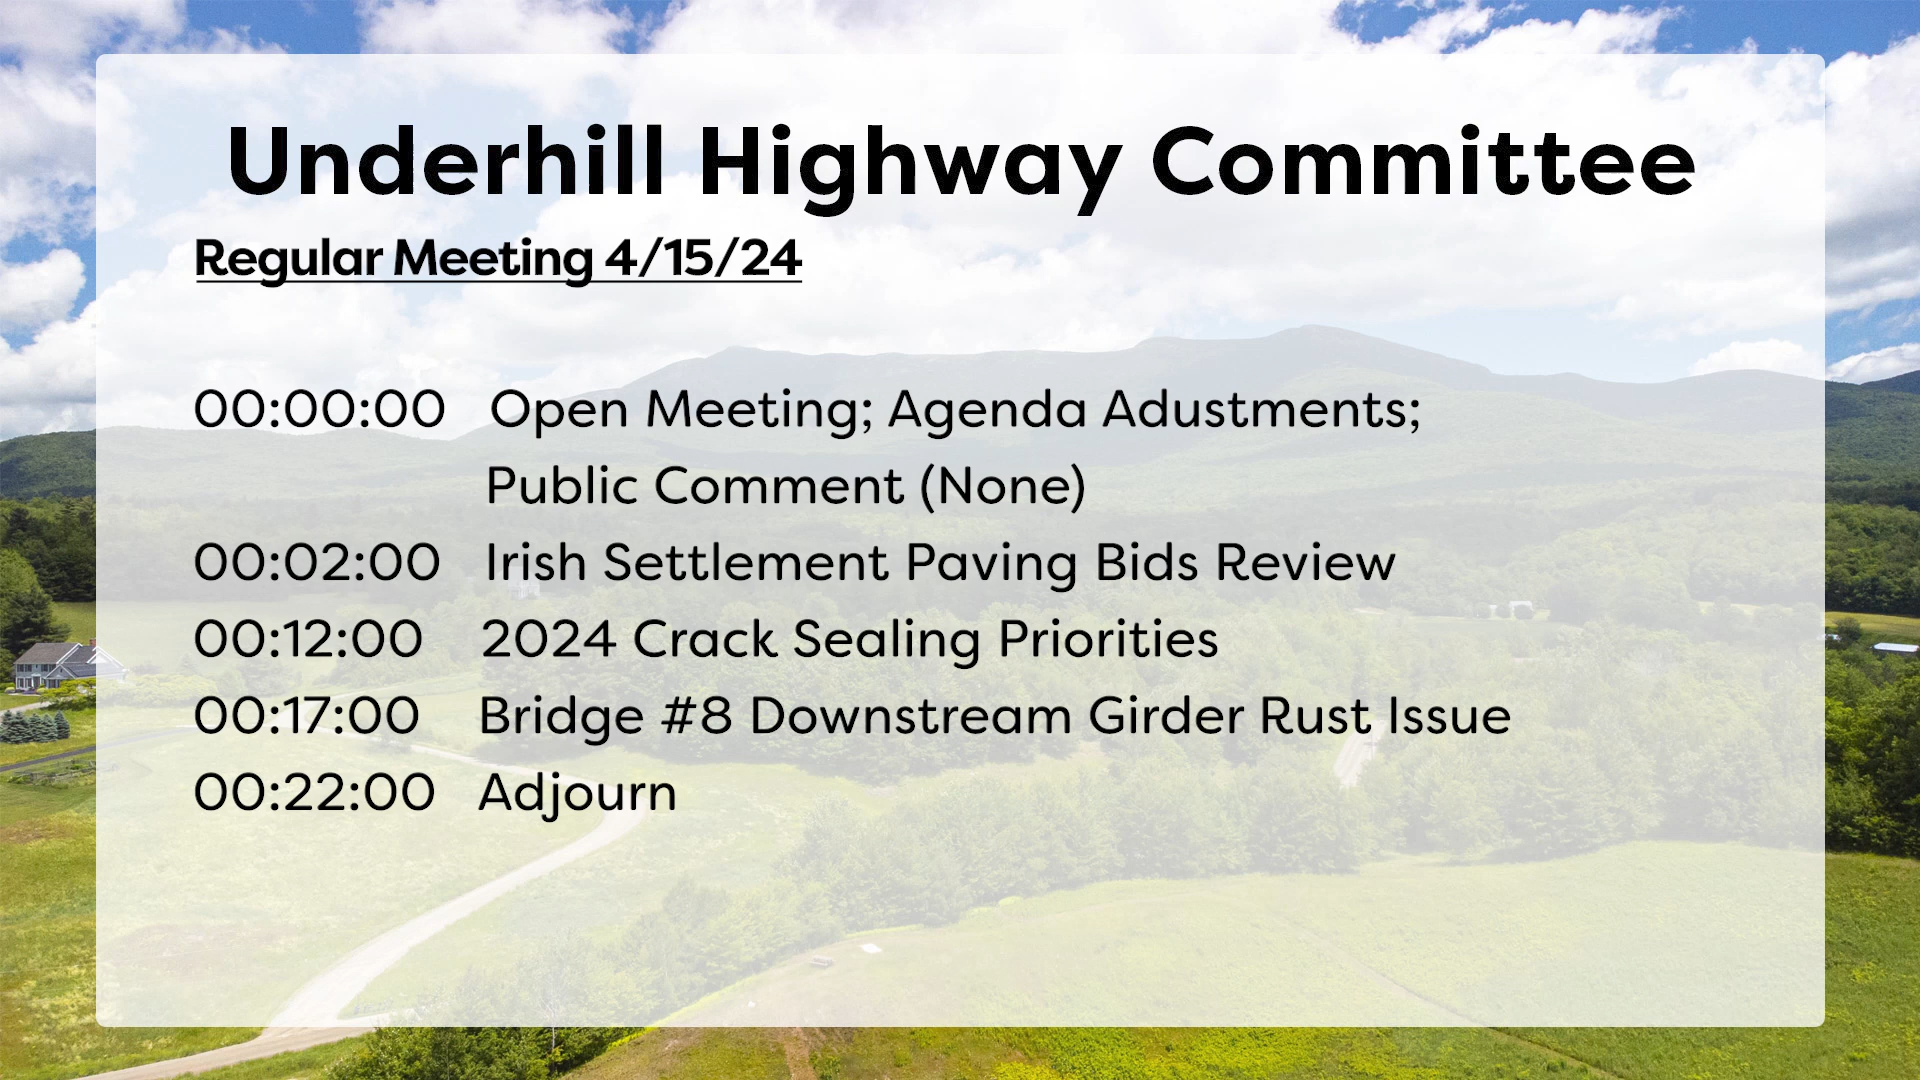 Underhill Highway Committee
Regular Meeting 4/15/24
00:00:00 Open Meeting; Agenda Adustments;
Public Comment (None)
00:02:00 Irish Settlement Paving Bids Review
00:12:00 2024 Crack Sealing Priorities
00:17:00 Bridge #8 Downstream Girder Rust Issue
00:22:00 Adjourn